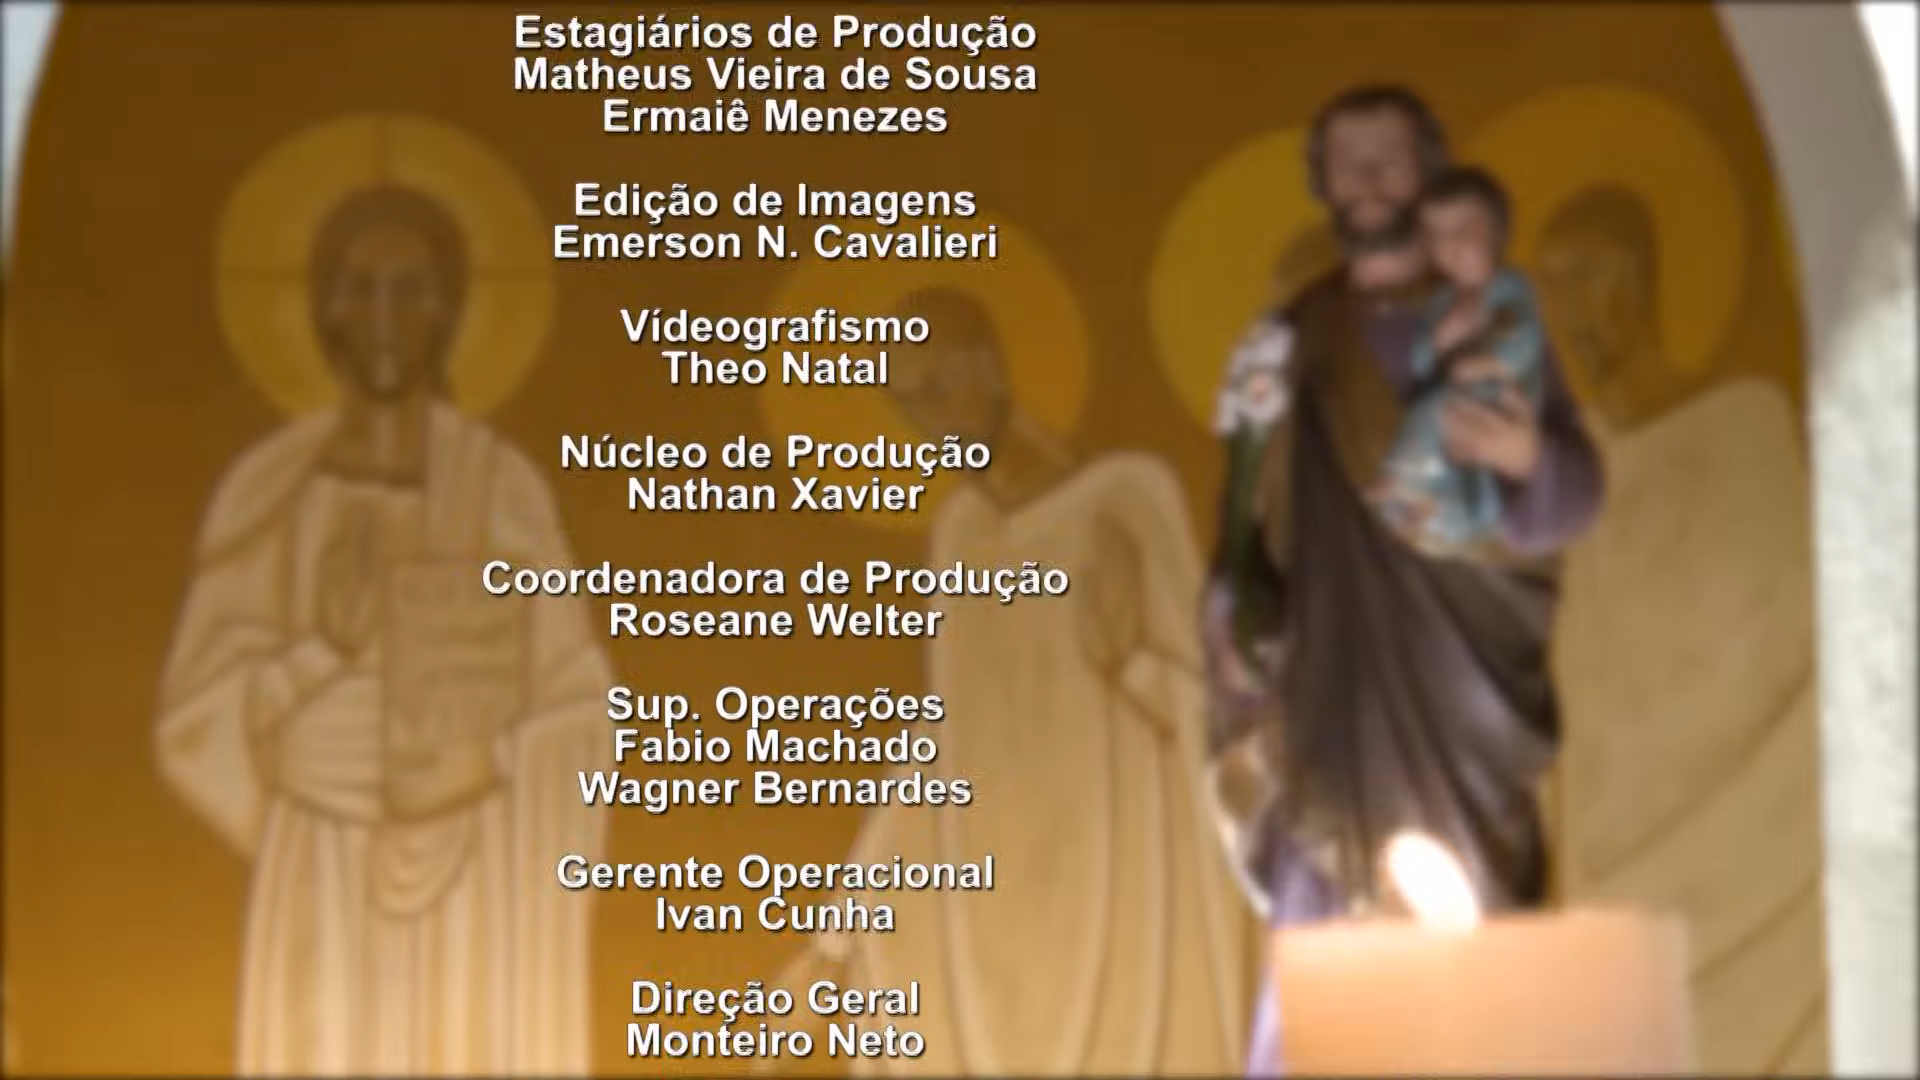 Estagiários de Produção
Matheus Vieira de Sousa
Ermaiê Menezes
Edição de Imagens
Emerson N. Cavalieri
Vídeografismo
Theo Natal
Núcleo de Produção
Nathan Xavier
Coordenadora de Produção
Roseane Welter
Sup. Operações
Fabio Machado
Wagner Bernardes
Gerente Operacional
Ivan Cunha
Direção Geral
Monteiro Neto